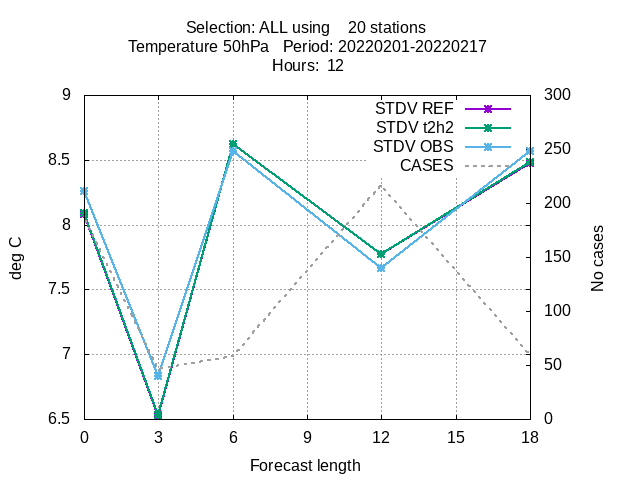 Selection: ALL using    20 stations
Temperature 50hPa   Period: 20220201-20220217
Hours:  12
9
8.5
8
7.5
7
6.5
deg C
300
250
200
150
100
50
0
No cases
STDV REF
STDV t2h2
STDV OBS
CASES
0 3 6 9 12 15 18
Forecast length